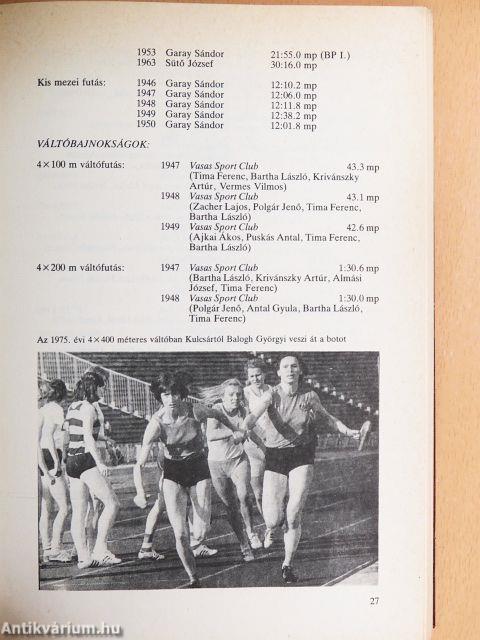 1953 Garay Sándor 21:55.0 mp (BP I.)
1963 Sütő József 30:16.0 mp
Kis mezei futás: 1946 Garay Sándor 12:10.2 mp
1947 Garay Sándor 12:06.0 mp
1948 Garay Sándor 12:11.8 mp
1949 Garay Sándor 12:38.2 mp
1950 Garay Sándor 12:01.8 mp
VÁLTÓBAJNOKSÁGOK:
4×100 m váltófutás: 1947 Vasas Sport Club 43.3 mp
(Tima Ferenc, Bartha László, Krivánszky
Artúr, Vermes Vilmos)
1948 Vasas Sport Club 43.1 mp
(Zacher Lajos, Polgár Jenő, Tima Ferenc,
Bartha László)
1949 Vasas Sport Club 42.6 mp
(Ajkai Ákos, Puskás Antal, Tima Ferenc,
Bartha László)
4×200 m váltófutás: 1947 Vasas Sport Club 1:30.6 mp
(Bartha László, Krivánszky Artúr, Almási
József, Tima Ferenc)
1948 Vasas Sport Club 1:30.0 mp
(Polgár Jenő, Antal Gyula, Bartha László,
Tima Ferenc)
Az 1975. évi 4×400 méteres váltóban Kulcsártól Balogh Györgyi veszi át a botot
27
Antikvárium.hu